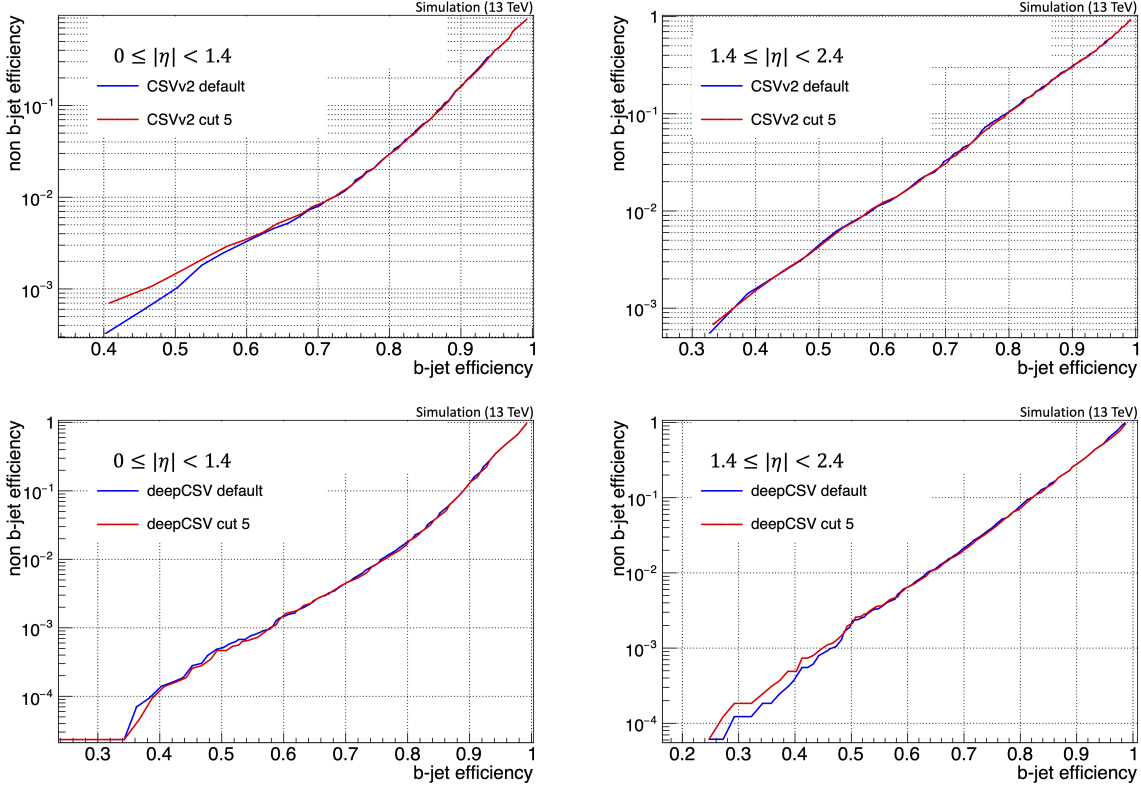 Simulation (13 TeV)
non b-jet efficiency
0 ≤ |η| < 1.4
CSVv2 default
CSVv2 cut 5
10⁻¹
10⁻²
10⁻³
0.4 0.5 0.6 0.7 0.8 0.9 1
b-jet efficiency
Simulation (13 TeV)
non b-jet efficiency
1
1.4 ≤ |η| < 2.4
CSVv2 default
CSVv2 cut 5
10⁻¹
10⁻²
10⁻³
0.3 0.4 0.5 0.6 0.7 0.8 0.9 1
b-jet efficiency
Simulation (13 TeV)
non b-jet efficiency
1
0 ≤ |η| < 1.4
deepCSV default
deepCSV cut 5
10⁻¹
10⁻²
10⁻³
10⁻⁴
0.3 0.4 0.5 0.6 0.7 0.8 0.9 1
b-jet efficiency
Simulation (13 TeV)
non b-jet efficiency
1
1.4 ≤ |η| < 2.4
deepCSV default
deepCSV cut 5
10⁻¹
10⁻²
10⁻³
10⁻⁴
0.2 0.3 0.4 0.5 0.6 0.7 0.8 0.9 1
b-jet efficiency